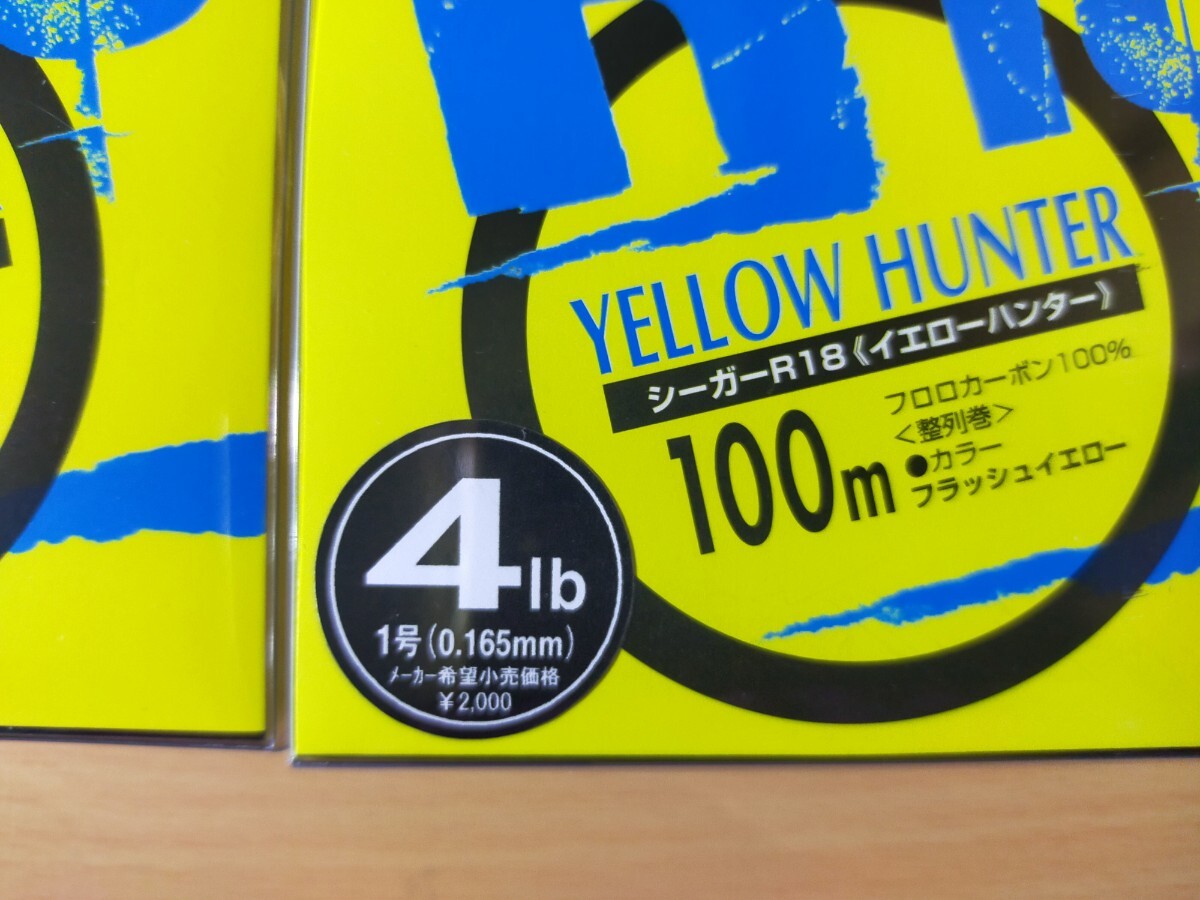 YELLOW HUNTER
シーガーR18《イエローハンター》
100m
フロロカーボン100%
<整列巻>
●カラー
フラッシュイエロー
4lb
1号(0.165mm)
メーカー希望小売価格
¥2,000